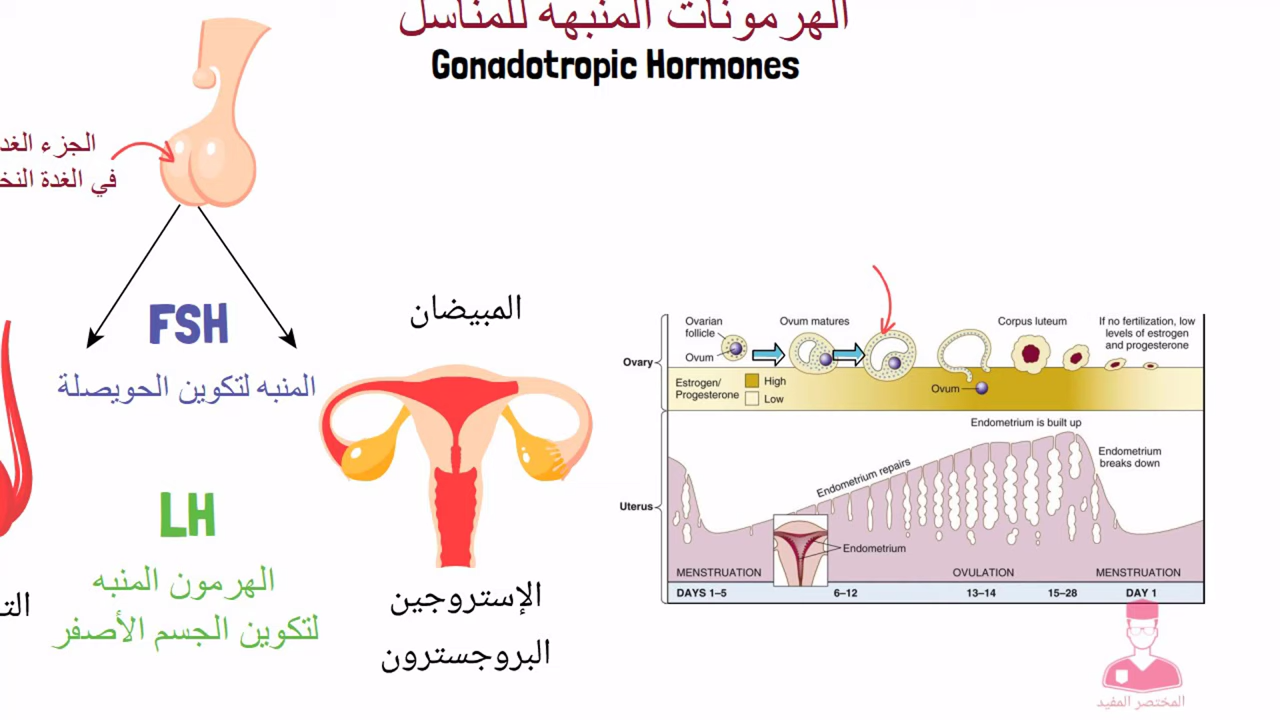 الهرمونات المنبهه للمناسل
Gonadotropic Hormones
الجزء
في الغدة
FSH
المنبه لتكوين الحويصلة
LH
الهرمون المنبه
لتكوين الجسم الأصفر
المبيضان
الإستروجين
البروجسترون
Ovarian
follicle
Ovum
Ovum matures
Corpus luteum
If no fertilization, low
levels of estrogen
and progesterone
Ovary
Estrogen/
Progesterone
High
Low
Ovum
Endometrium is built up
Endometrium repairs
Endometrium
breaks down
Uterus
Endometrium
MENSTRUATION
OVULATION
MENSTRUATION
DAYS 1–5
6–12
13–14
15–28
DAY 1
المختصر المفيد